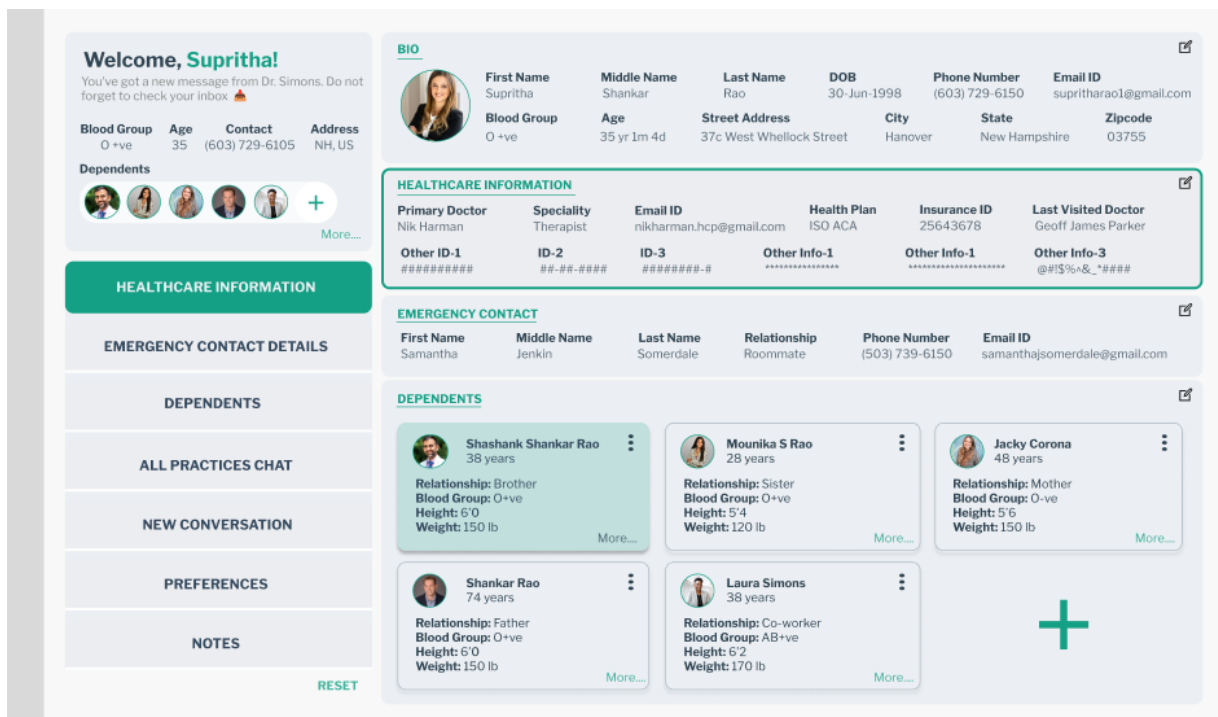 Welcome, Supritha!
You've got a new message from Dr. Simons. Do not
forget to check your inbox
Blood Group Age Contact Address
O +ve 35 (603) 729-6105 NH, US
Dependents
+
More....
HEALTHCARE INFORMATION
EMERGENCY CONTACT DETAILS
DEPENDENTS
ALL PRACTICES CHAT
NEW CONVERSATION
PREFERENCES
NOTES
RESET
BIO
First Name Middle Name Last Name DOB Phone Number Email ID
Supritha Shankar Rao 30-Jun-1998 (603) 729-6150 supritharao1@gmail.com
Blood Group Age Street Address City State Zipcode
O +ve 35 yr 1m 4d 37c West Whellock Street Hanover New Hampshire 03755
HEALTHCARE INFORMATION
Primary Doctor Speciality Email ID Health Plan Insurance ID Last Visited Doctor
Nik Harman Therapist nikharman.hcp@gmail.com ISO ACA 25643678 Geoff James Parker
Other ID-1 ID-2 ID-3 Other Info-1 Other Info-1 Other Info-3
########## ##-##-#### ########-# **************** ********************** @#!$%^&_*####
EMERGENCY CONTACT
First Name Middle Name Last Name Relationship Phone Number Email ID
Samantha Jenkin Somerdale Roommate (503) 739-6150 samanthajsomerdale@gmail.com
DEPENDENTS
Shashank Shankar Rao
38 years
Relationship: Brother
Blood Group: O+ve
Height: 6'0
Weight: 150 lb
More....
Mounika S Rao
28 years
Relationship: Sister
Blood Group: O+ve
Height: 5'4
Weight: 120 lb
More....
Jacky Corona
48 years
Relationship: Mother
Blood Group: O-ve
Height: 5'6
Weight: 150 lb
More....
Shankar Rao
74 years
Relationship: Father
Blood Group: O+ve
Height: 6'0
Weight: 150 lb
More....
Laura Simons
38 years
Relationship: Co-worker
Blood Group: AB+ve
Height: 6'2
Weight: 170 lb
More....
+